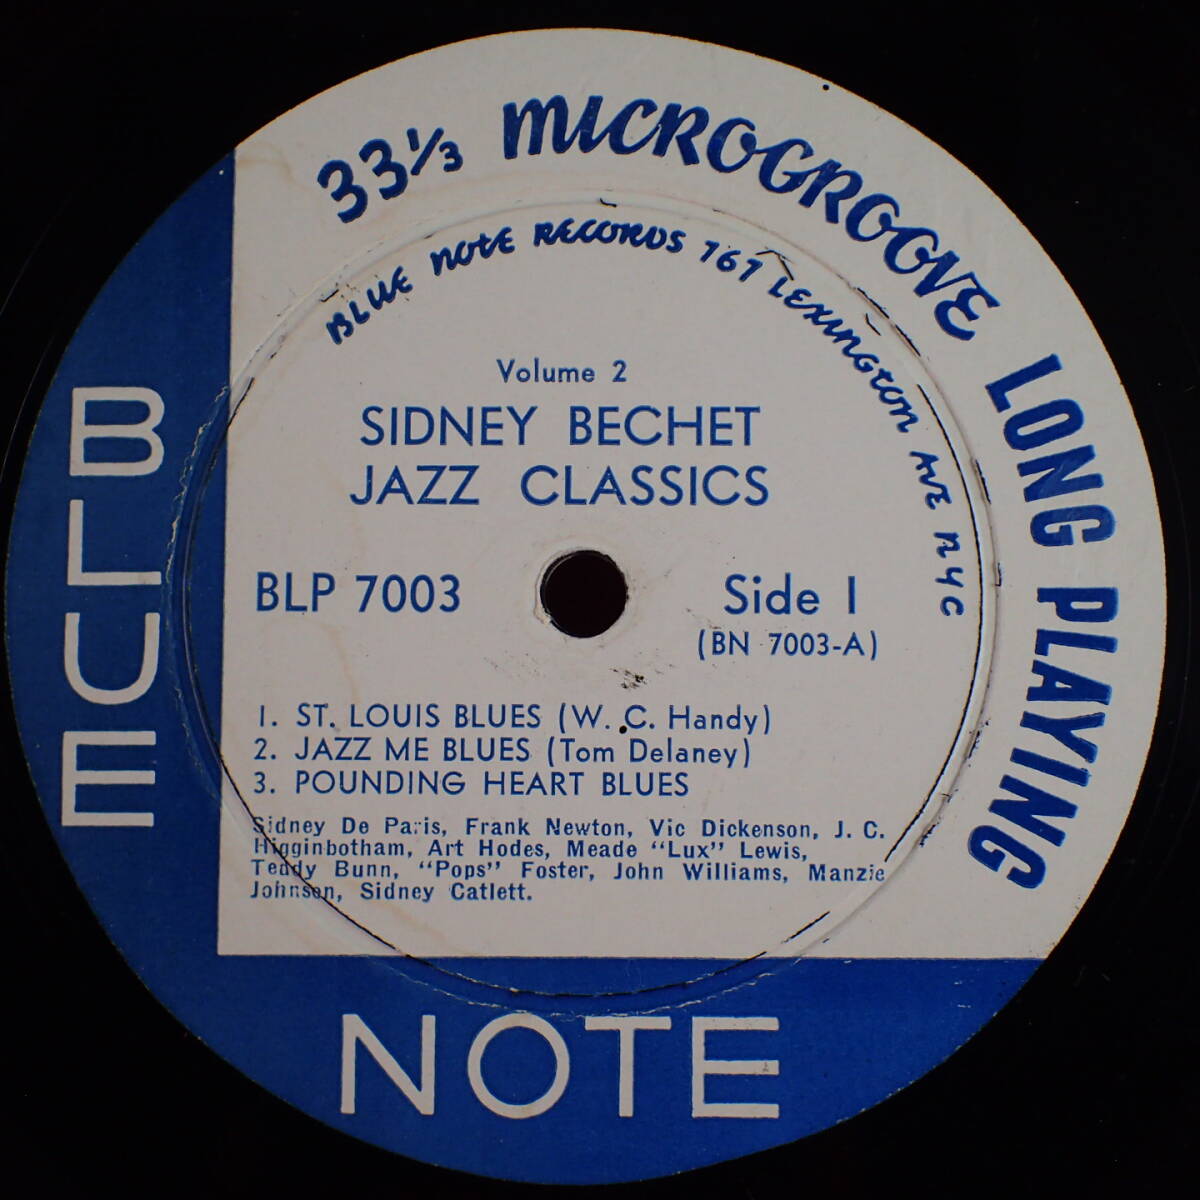 33⅓ MICROGROOVE LONG PLAYING
BLUE NOTE RECORDS 767 LEXINGTON AVE NYC
Volume 2
SIDNEY BECHET
JAZZ CLASSICS
BLP 7003
Side 1
(BN 7003-A)
1. ST. LOUIS BLUES (W. C. Handy)
2. JAZZ ME BLUES (Tom Delaney)
3. POUNDING HEART BLUES
Sidney De Paris, Frank Newton, Vic Dickenson, J. C.
Higginbotham, Art Hodes, Meade "Lux" Lewis,
Teddy Bunn, "Pops" Foster, John Williams, Manzie
Johnson, Sidney Catlett.
BLUE
NOTE